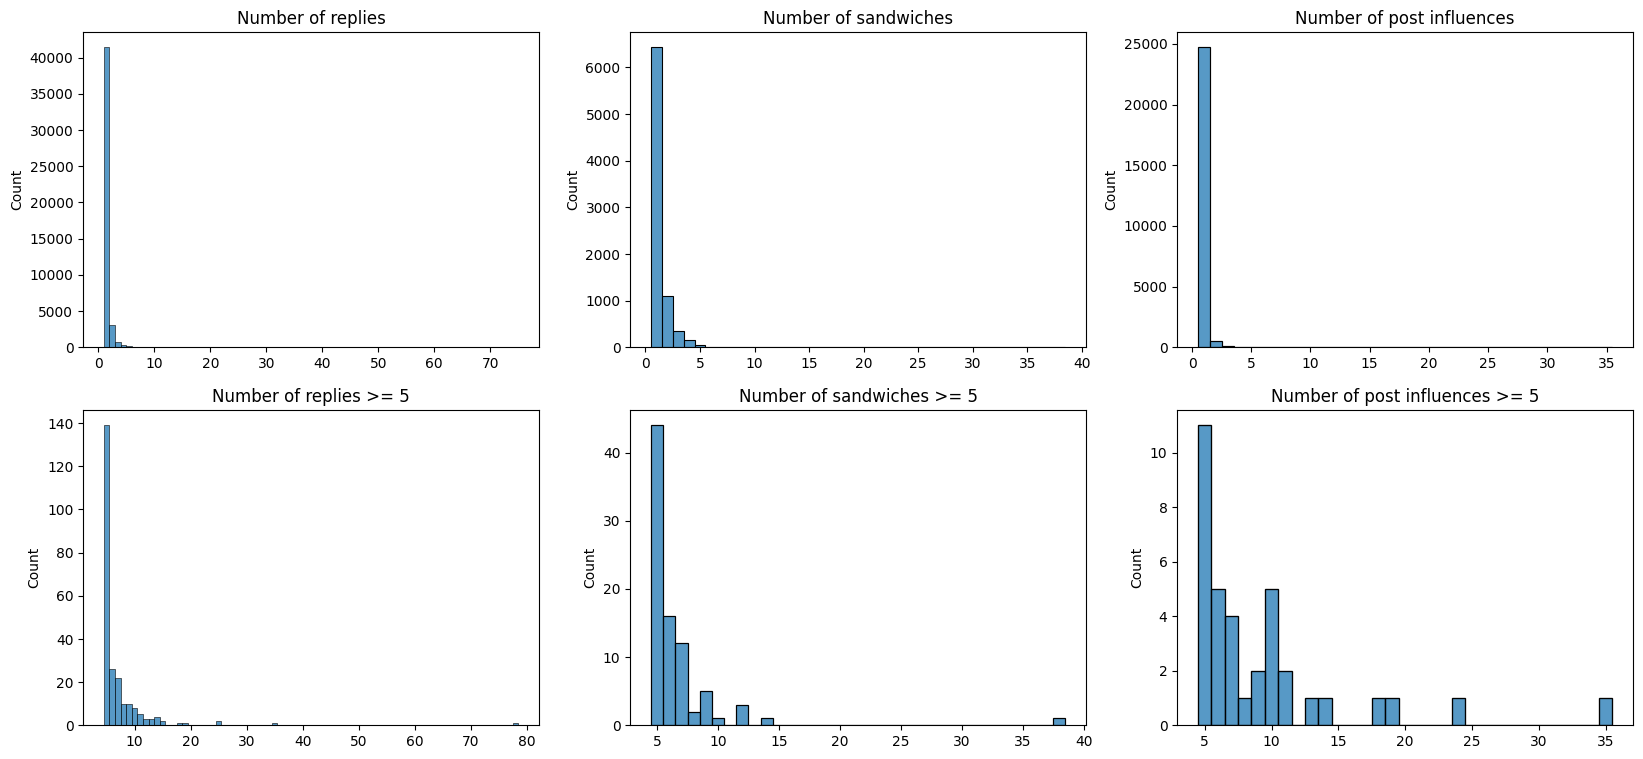 Number of replies
Count
40000
35000
30000
25000
20000
15000
10000
5000
0
0 10 20 30 40 50 60 70
Number of sandwiches
Count
6000
5000
4000
3000
2000
1000
0
0 5 10 15 20 25 30 35 40
Number of post influences
Count
25000
20000
15000
10000
5000
0
0 5 10 15 20 25 30 35
Number of replies >= 5
Count
140
120
100
80
60
40
20
0
10 20 30 40 50 60 70 80
Number of sandwiches >= 5
Count
40
30
20
10
0
5 10 15 20 25 30 35 40
Number of post influences >= 5
Count
10
8
6
4
2
0
5 10 15 20 25 30 35